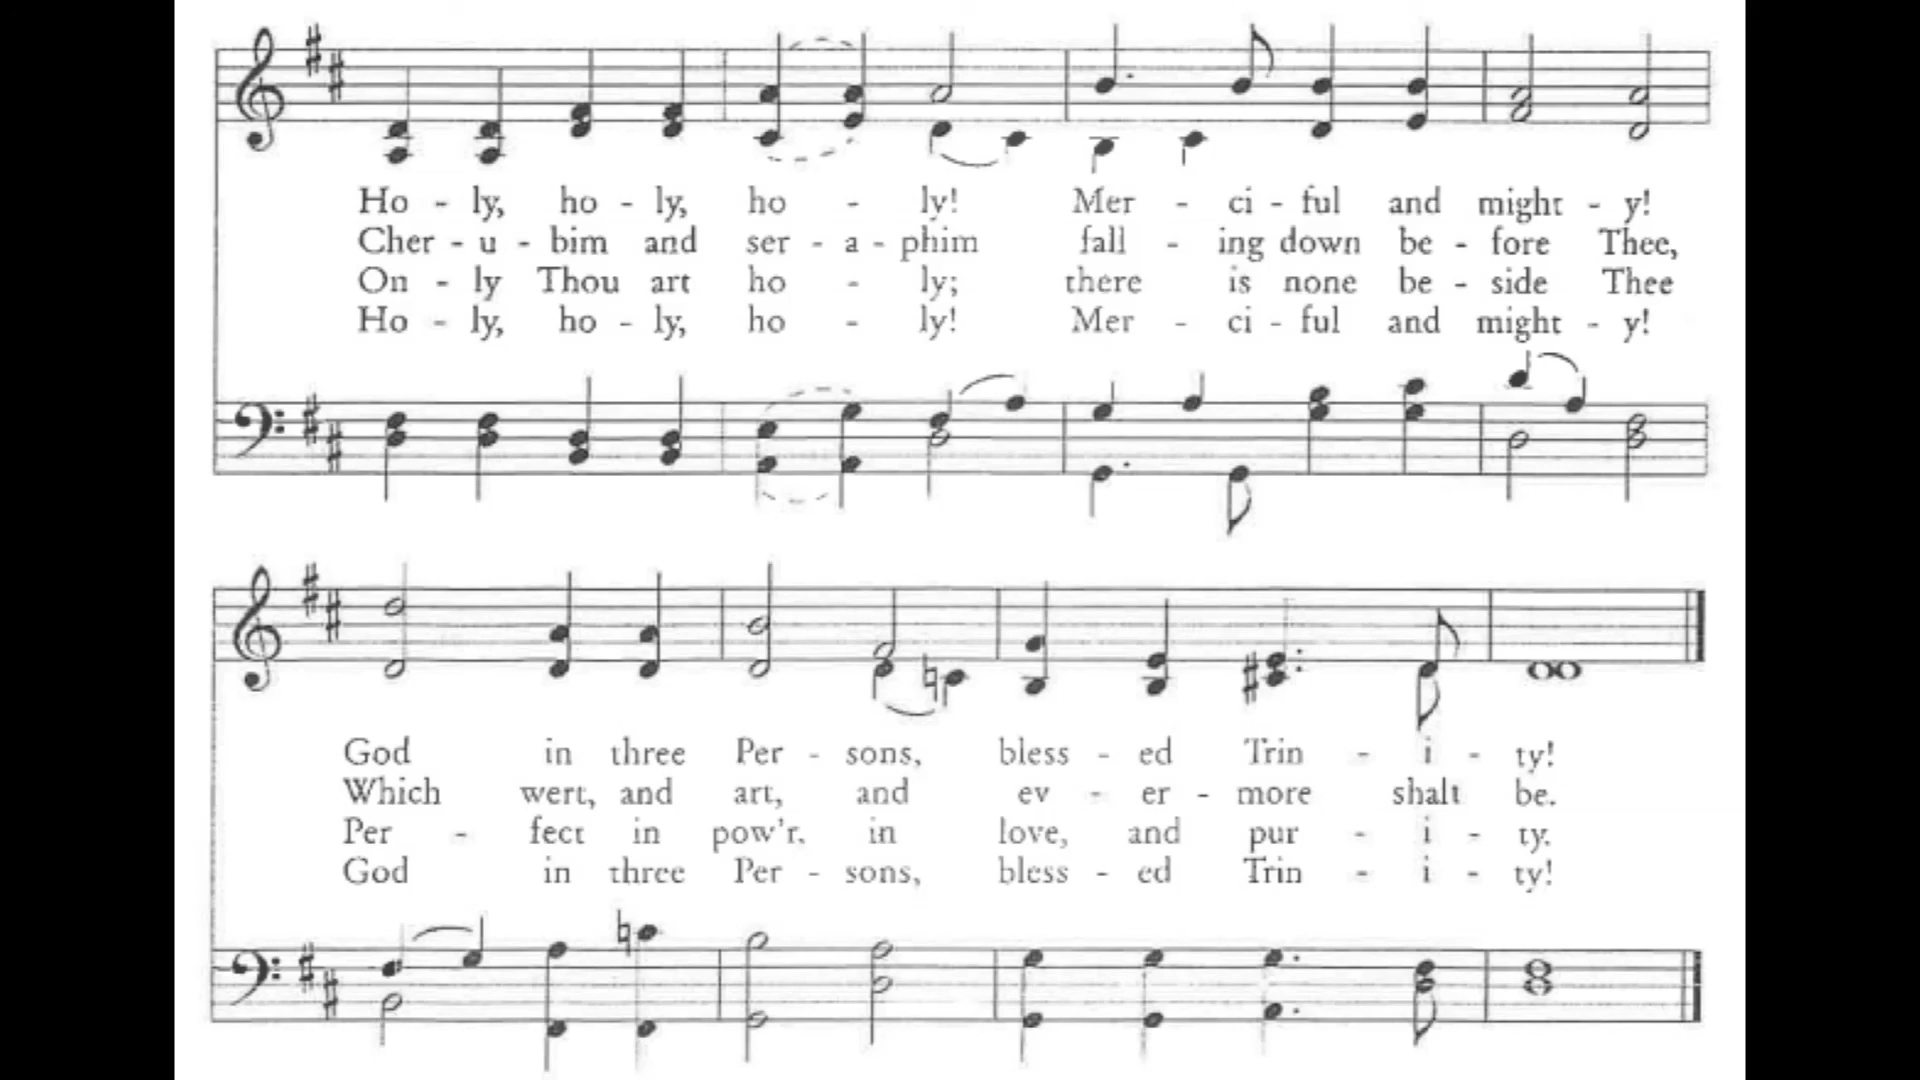 Ho - ly, ho - ly, ho - ly! Mer - ci - ful and might - y!
Cher - u - bim and ser - a - phim fall - ing down be - fore Thee,
On - ly Thou art ho - ly; there is none be - side Thee
Ho - ly, ho - ly, ho - ly! Mer - ci - ful and might - y!
God in three Per - sons, bless - ed Trin - i - ty!
Which wert, and art, and ev - er - more shalt be.
Per - fect in pow'r, in love, and pur - i - ty.
God in three Per - sons, bless - ed Trin - i - ty!